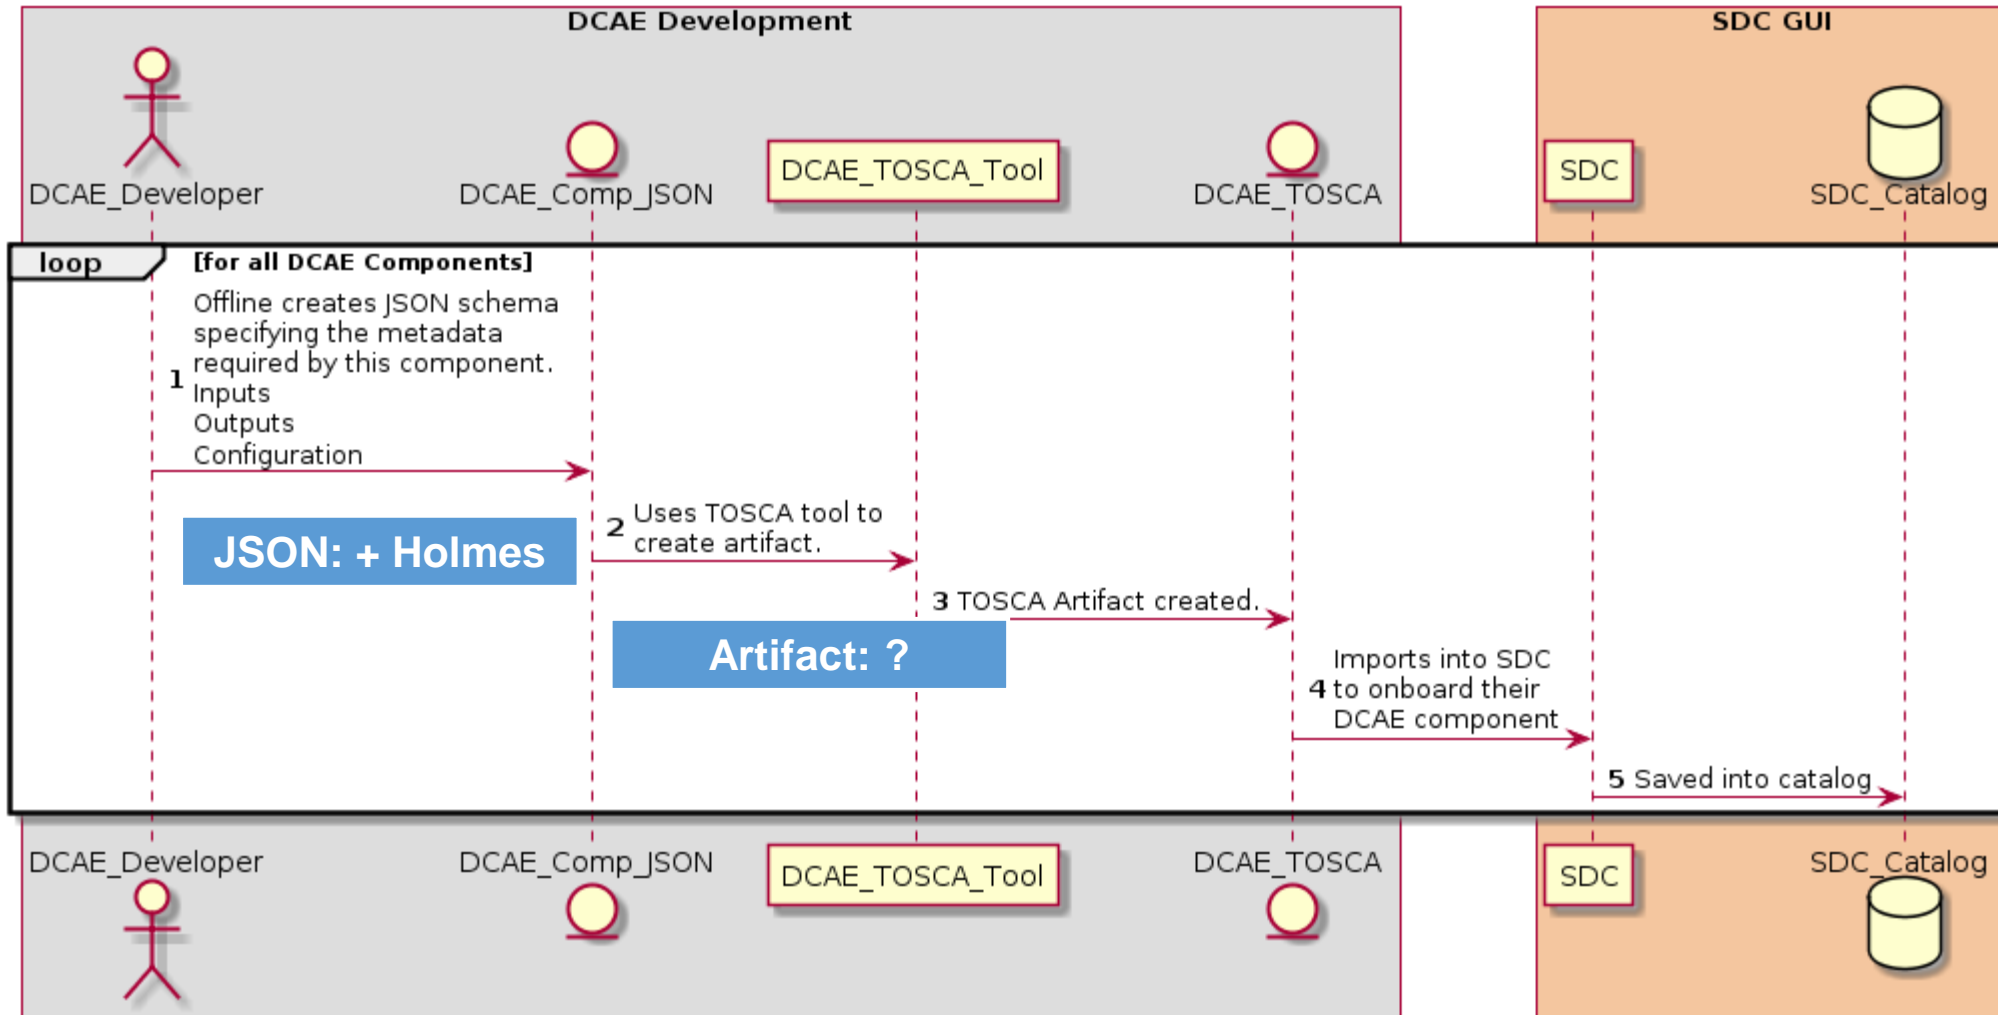 DCAE Development
SDC GUI
DCAE_Developer
DCAE_Comp_JSON
DCAE_TOSCA_Tool
DCAE_TOSCA
SDC
SDC_Catalog
loop
[for all DCAE Components]
Offline creates JSON schema
specifying the metadata
required by this component.
1
Inputs
Outputs
Configuration
JSON: + Holmes
2
Uses TOSCA tool to
create artifact.
3 TOSCA Artifact created.
Artifact: ?
Imports into SDC
4 to onboard their
DCAE component
5 Saved into catalog
DCAE_Developer
DCAE_Comp_JSON
DCAE_TOSCA_Tool
DCAE_TOSCA
SDC
SDC_Catalog